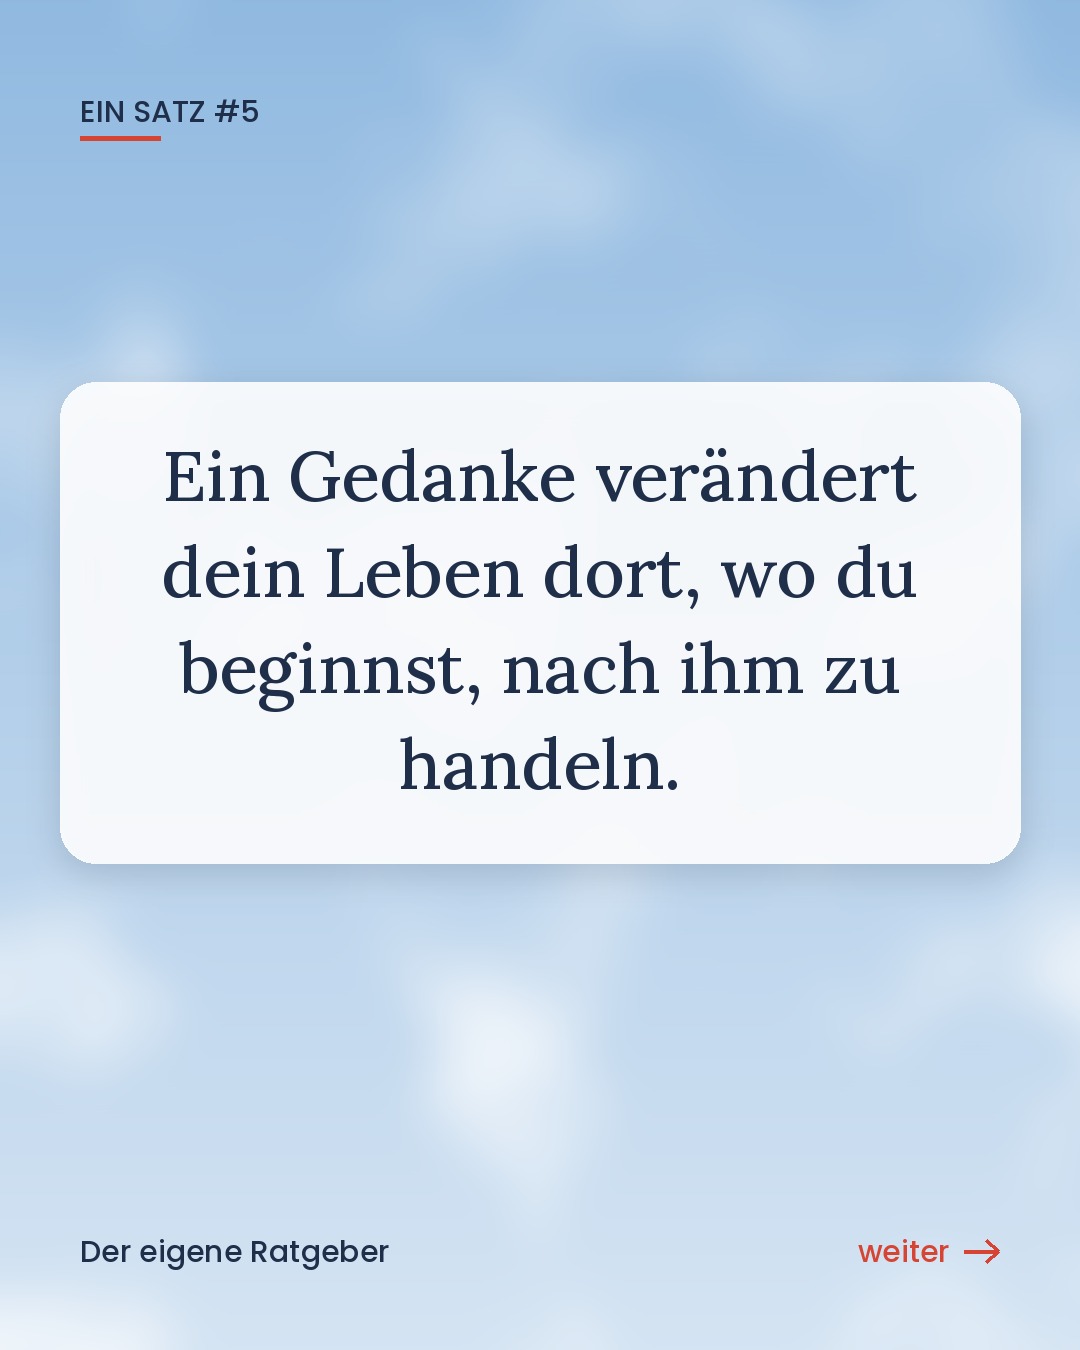 EIN SATZ #5
Ein Gedanke verändert
dein Leben dort, wo du
beginnst, nach ihm zu
handeln.
Der eigene Ratgeber
weiter →